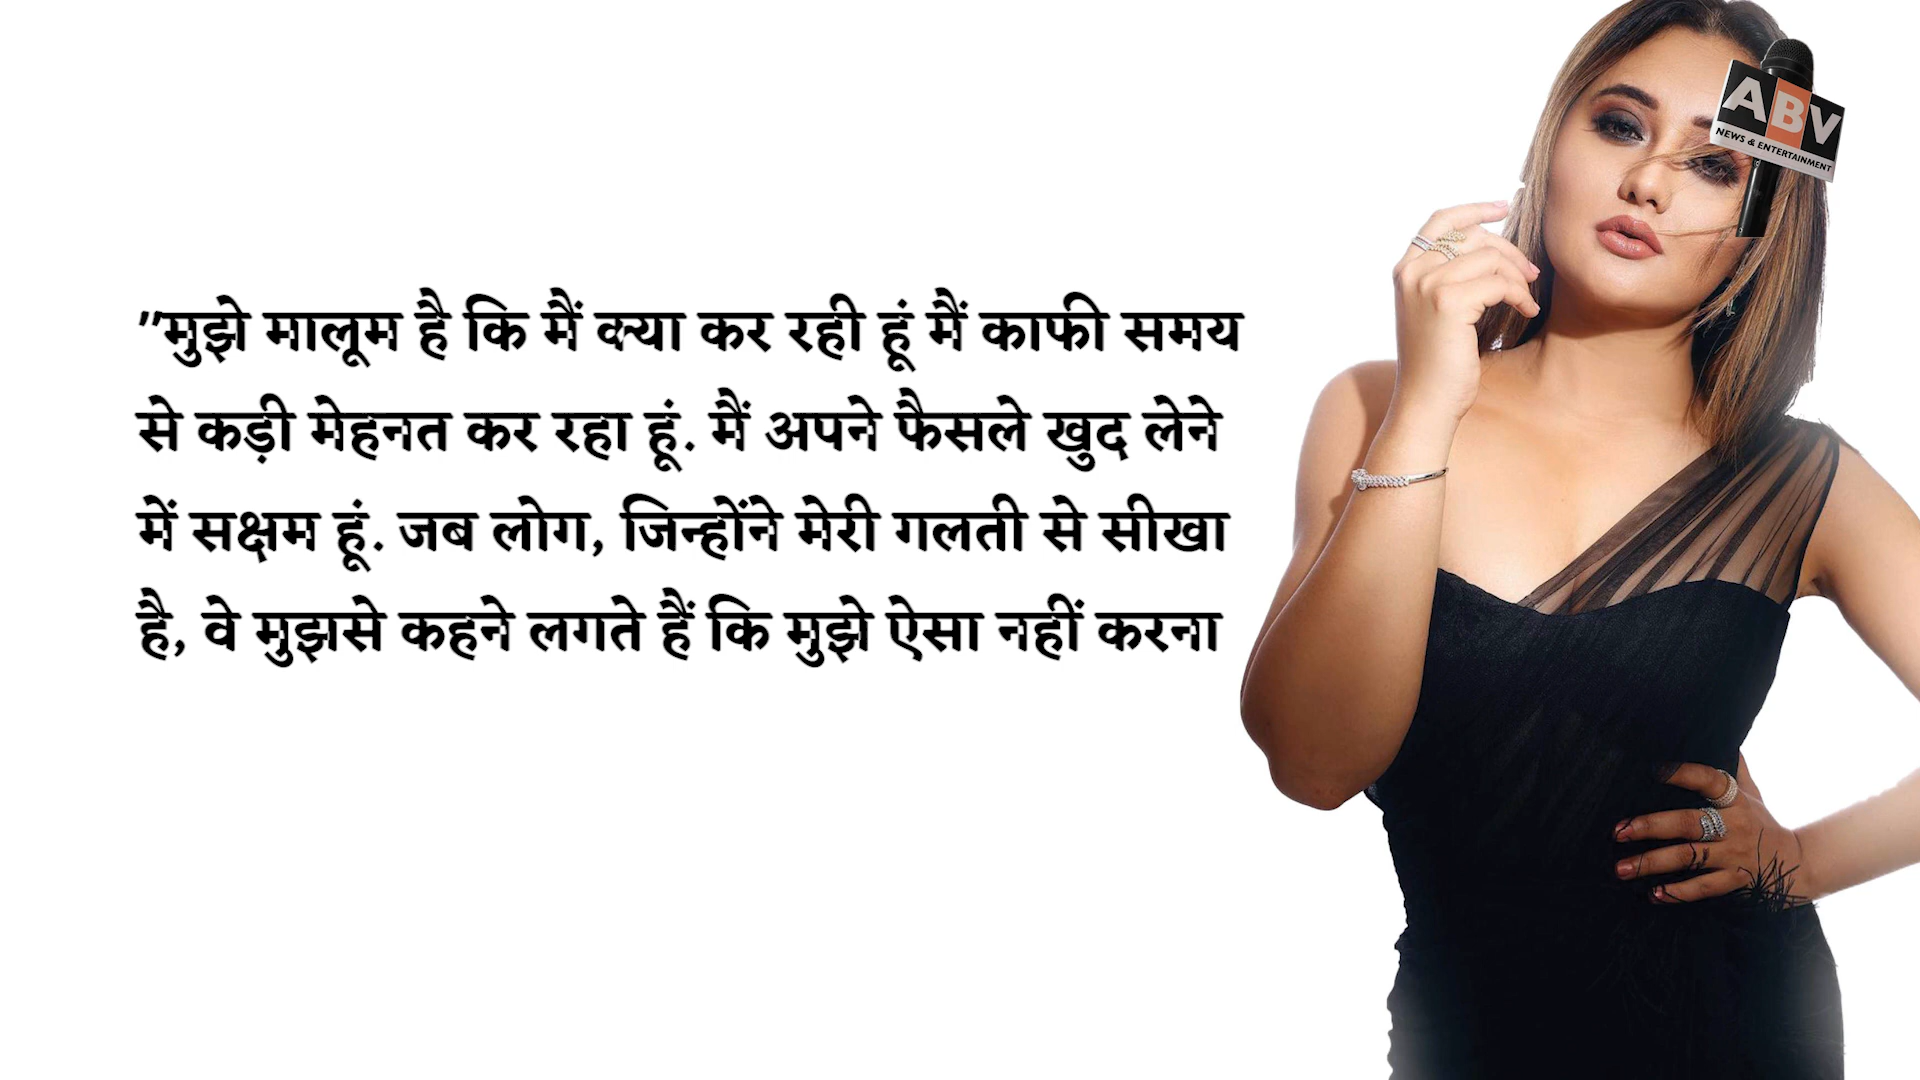 "मुझे मालूम है कि मैं क्या कर रही हूं मैं काफी समय
से कड़ी मेहनत कर रहा हूं. मैं अपने फैसले खुद लेने
में सक्षम हूं. जब लोग, जिन्होंने मेरी गलती से सीखा
है, वे मुझसे कहने लगते हैं कि मुझे ऐसा नहीं करना
ABV
NEWS & ENTERTAINMENT